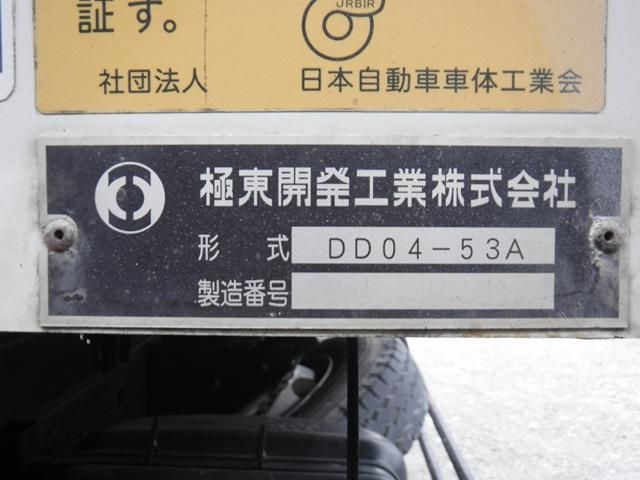 証す。
JRBIR
社団法人 日本自動車車体工業会
極東開発工業株式会社
形式 DD04-53A
製造番号